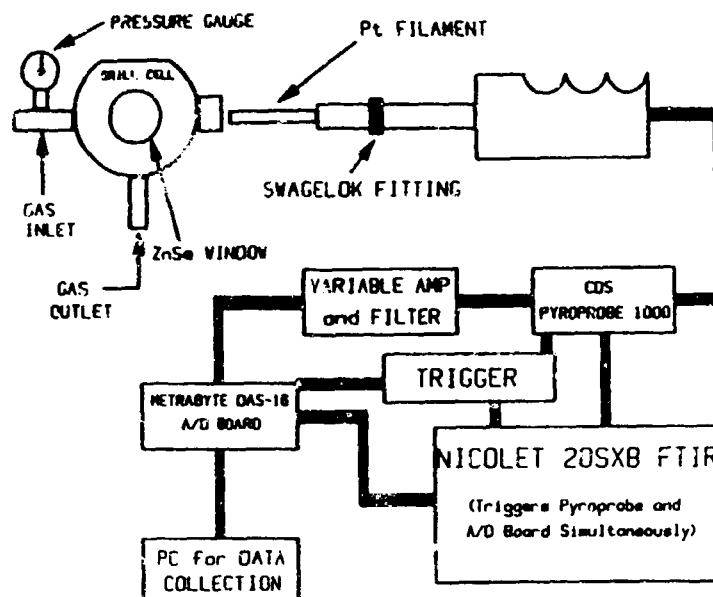 PRESSURE GAUGE
Pt FILAMENT
CELL
SWAGELOK FITTING
GAS
INLET
ZnSe WINDOW
GAS
OUTLET
VARIABLE AMP
and FILTER
CDS
PYROPROBE 1000
TRIGGER
METRABYTE DAS-16
A/D BOARD
NICOLET 20SXB FTIR
(Triggers Pyroprobe and
A/D Board Simultaneously)
PC for DATA
COLLECTION